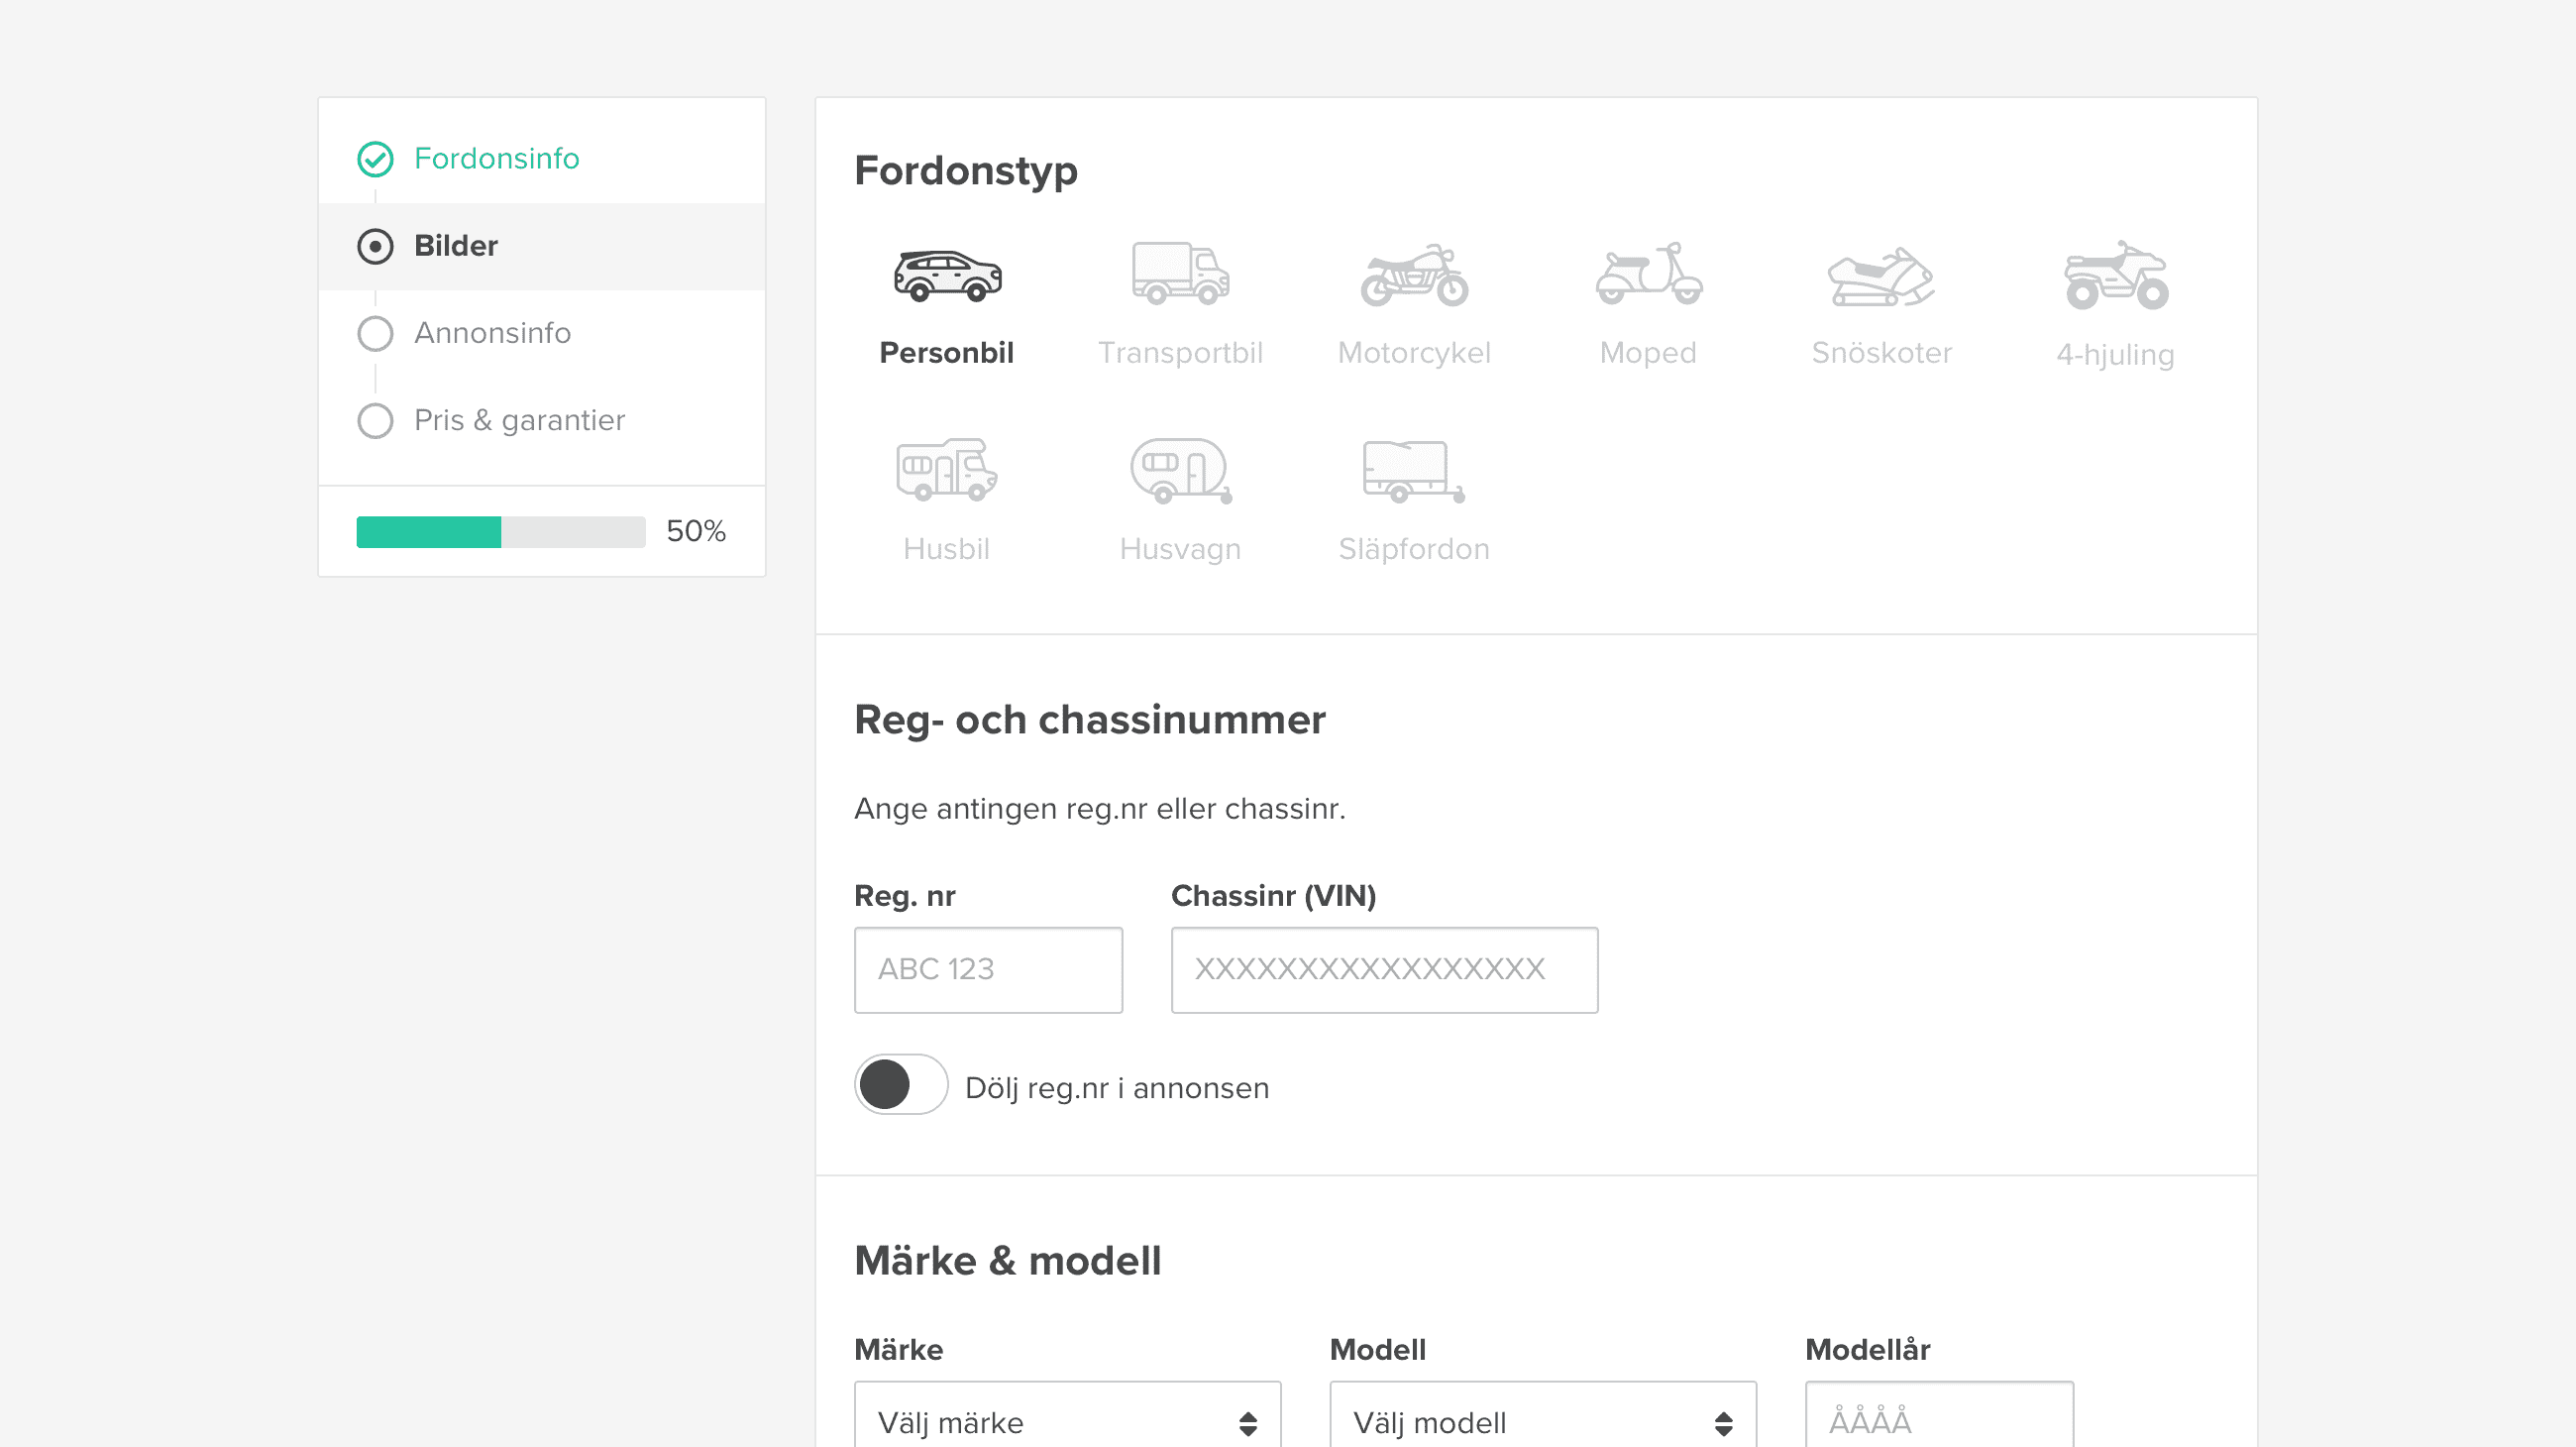 Fordonsinfo
Bilder
Annonsinfo
Pris & garantier
50%
Fordonstyp
Personbil
Transportbil
Motorcykel
Moped
Snöskoter
4-hjuling
Husbil
Husvagn
Släpfordon
Reg- och chassinummer
Ange antingen reg.nr eller chassinr.
Reg. nr
Chassinr (VIN)
ABC 123
XXXXXXXXXXXXXXXXX
Dölj reg.nr i annonsen
Märke & modell
Märke
Modell
Modellår
Välj märke
Välj modell
ÅÅÅÅ